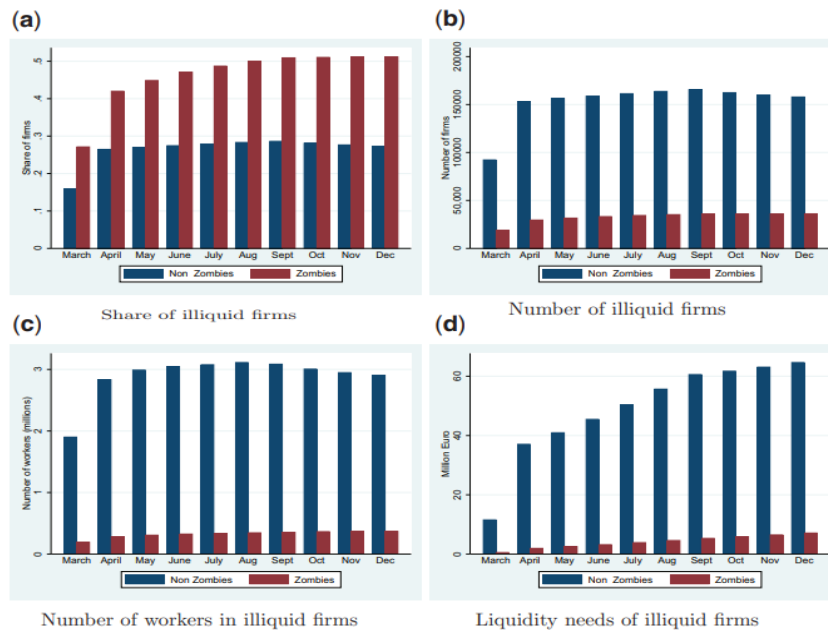 (a)
Share of firms
.5
.4
.3
.2
.1
0
March April May June July Aug Sept Oct Nov Dec
Non Zombies Zombies
Share of illiquid firms
(b)
Number of firms
200000
150000
100000
50,000
0
March April May June July Aug Sept Oct Nov Dec
Non Zombies Zombies
Number of illiquid firms
(c)
Number of workers (millions)
3
2
1
0
March April May June July Aug Sept Oct Nov Dec
Non Zombies Zombies
Number of workers in illiquid firms
(d)
Million Euro
60
40
20
0
March April May June July Aug Sept Oct Nov Dec
Non Zombies Zombies
Liquidity needs of illiquid firms